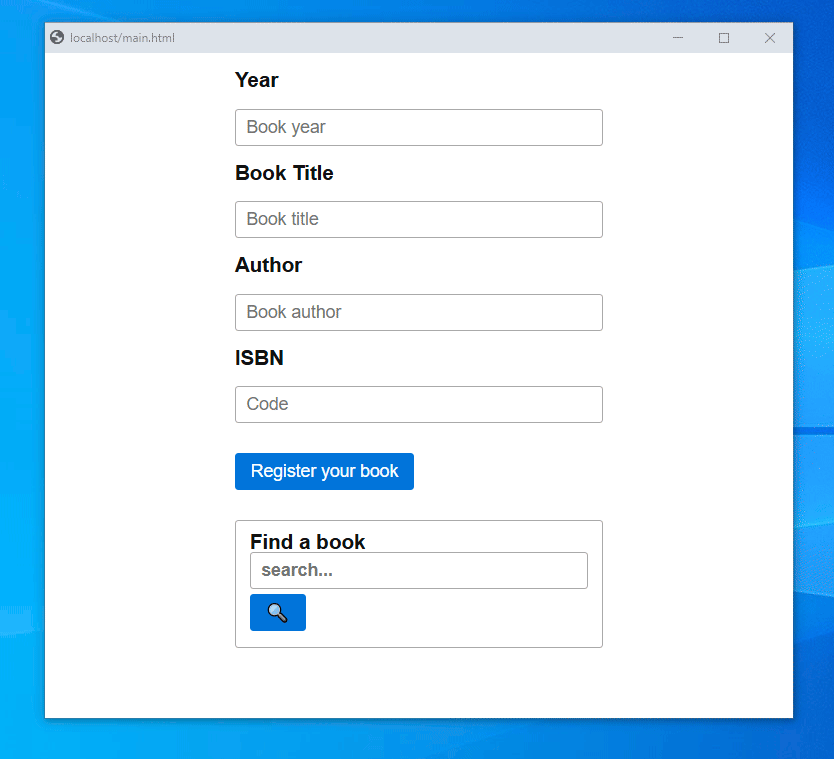 localhost/main.html
Year
Book year
Book Title
Book title
Author
Book author
ISBN
Code
Register your book
Find a book
search...